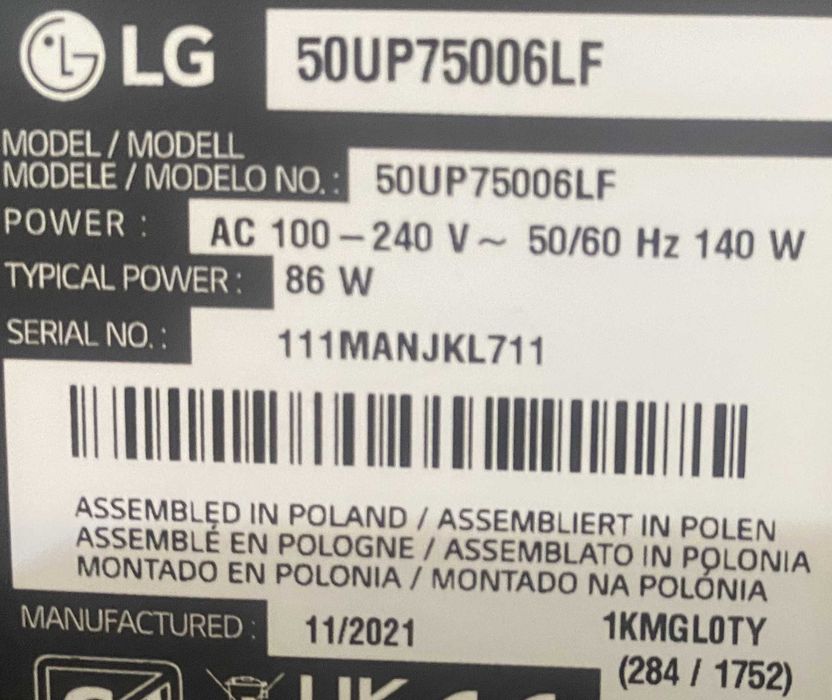 LG 50UP75006LF
MODEL / MODELL
MODELE / MODELO NO. : 50UP75006LF
POWER : AC 100 – 240 V ~ 50/60 Hz 140 W
TYPICAL POWER : 86 W
SERIAL NO. : 111MANJKL711
ASSEMBLED IN POLAND / ASSEMBLIERT IN POLEN
ASSEMBLÉ EN POLOGNE / ASSEMBLATO IN POLONIA
MONTADO EN POLONIA / MONTADO NA POLÓNIA
MANUFACTURED : 11/2021 1KMGL0TY
(284 / 1752)